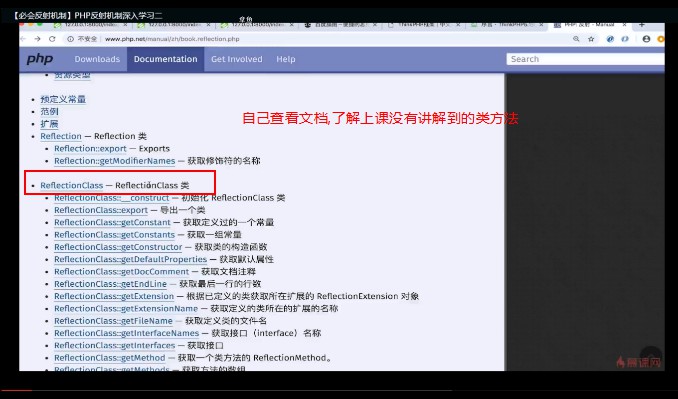 【必会反射机制】PHP反射机制深入学习二
不安全 www.php.net/manual/zh/book.reflection.php
php Downloads Documentation Get Involved Help Search
资源类型
预定义常量
范例
扩展
自己查看文档,了解上课没有讲解到的类方法
Reflection — Reflection 类
Reflection::export — Exports
Reflection::getModifierNames — 获取修饰符的名称
ReflectionClass — ReflectionClass 类
ReflectionClass::__construct — 初始化 ReflectionClass 类
ReflectionClass::export — 导出一个类
ReflectionClass::getConstant — 获取定义过的一个常量
ReflectionClass::getConstants — 获取一组常量
ReflectionClass::getConstructor — 获取类的构造函数
ReflectionClass::getDefaultProperties — 获取默认属性
ReflectionClass::getDocComment — 获取文档注释
ReflectionClass::getEndLine — 获取最后一行的行数
ReflectionClass::getExtension — 根据已定义的类获取所在扩展的 ReflectionExtension 对象
ReflectionClass::getExtensionName — 获取定义的类所在的扩展的名称
ReflectionClass::getFileName — 获取定义类的文件名
ReflectionClass::getInterfaceNames — 获取接口（interface）名称
ReflectionClass::getInterfaces — 获取接口
ReflectionClass::getMethod — 获取一个类方法的 ReflectionMethod。
ReflectionClass::getMethods — 获取方法的数组
慕课网